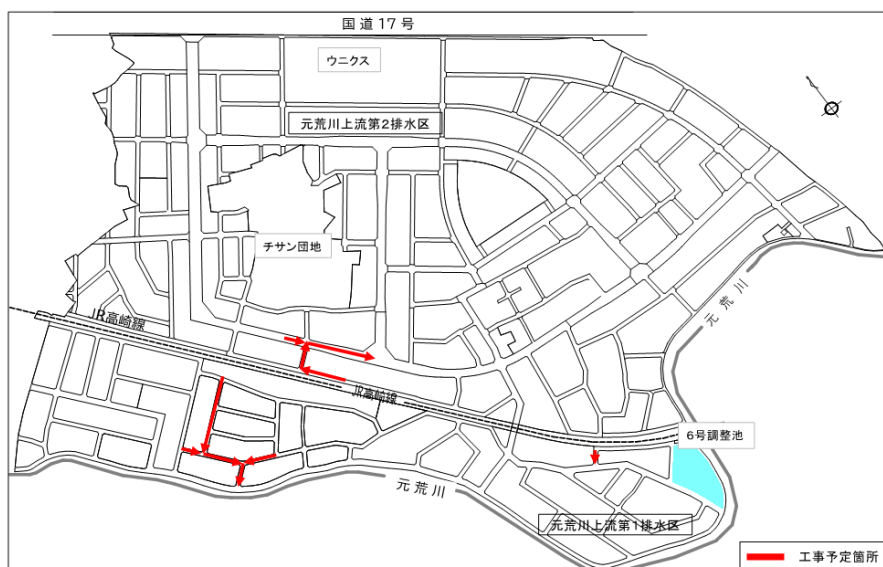 国道17号
ウニクス
元荒川上流第2排水区
チサン団地
元荒川
JR高崎線
JR高崎線
6号調整池
元荒川
元荒川上流第1排水区
工事予定箇所